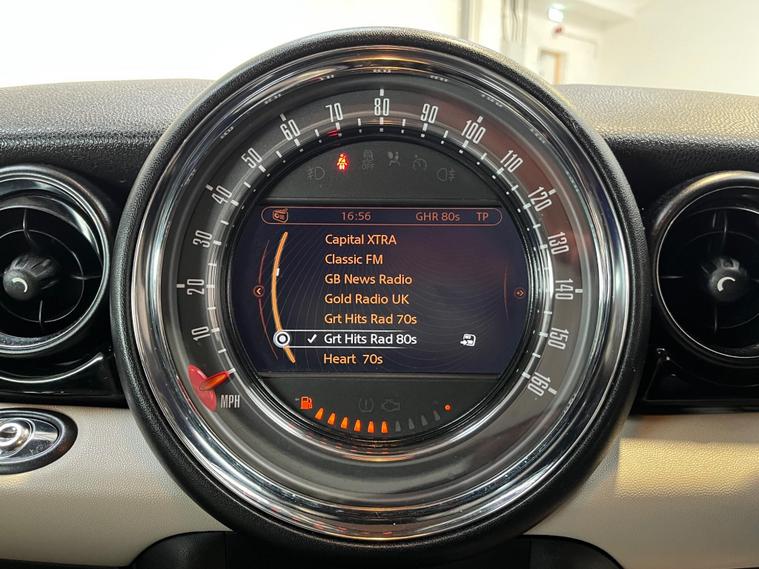 10
20
30
40
50
60
70
80
90
100
110
120
130
140
150
160
MPH
OFF
16:56 GHR 80s TP
Capital XTRA
Classic FM
GB News Radio
Gold Radio UK
Grt Hits Rad 70s
Grt Hits Rad 80s
Heart 70s